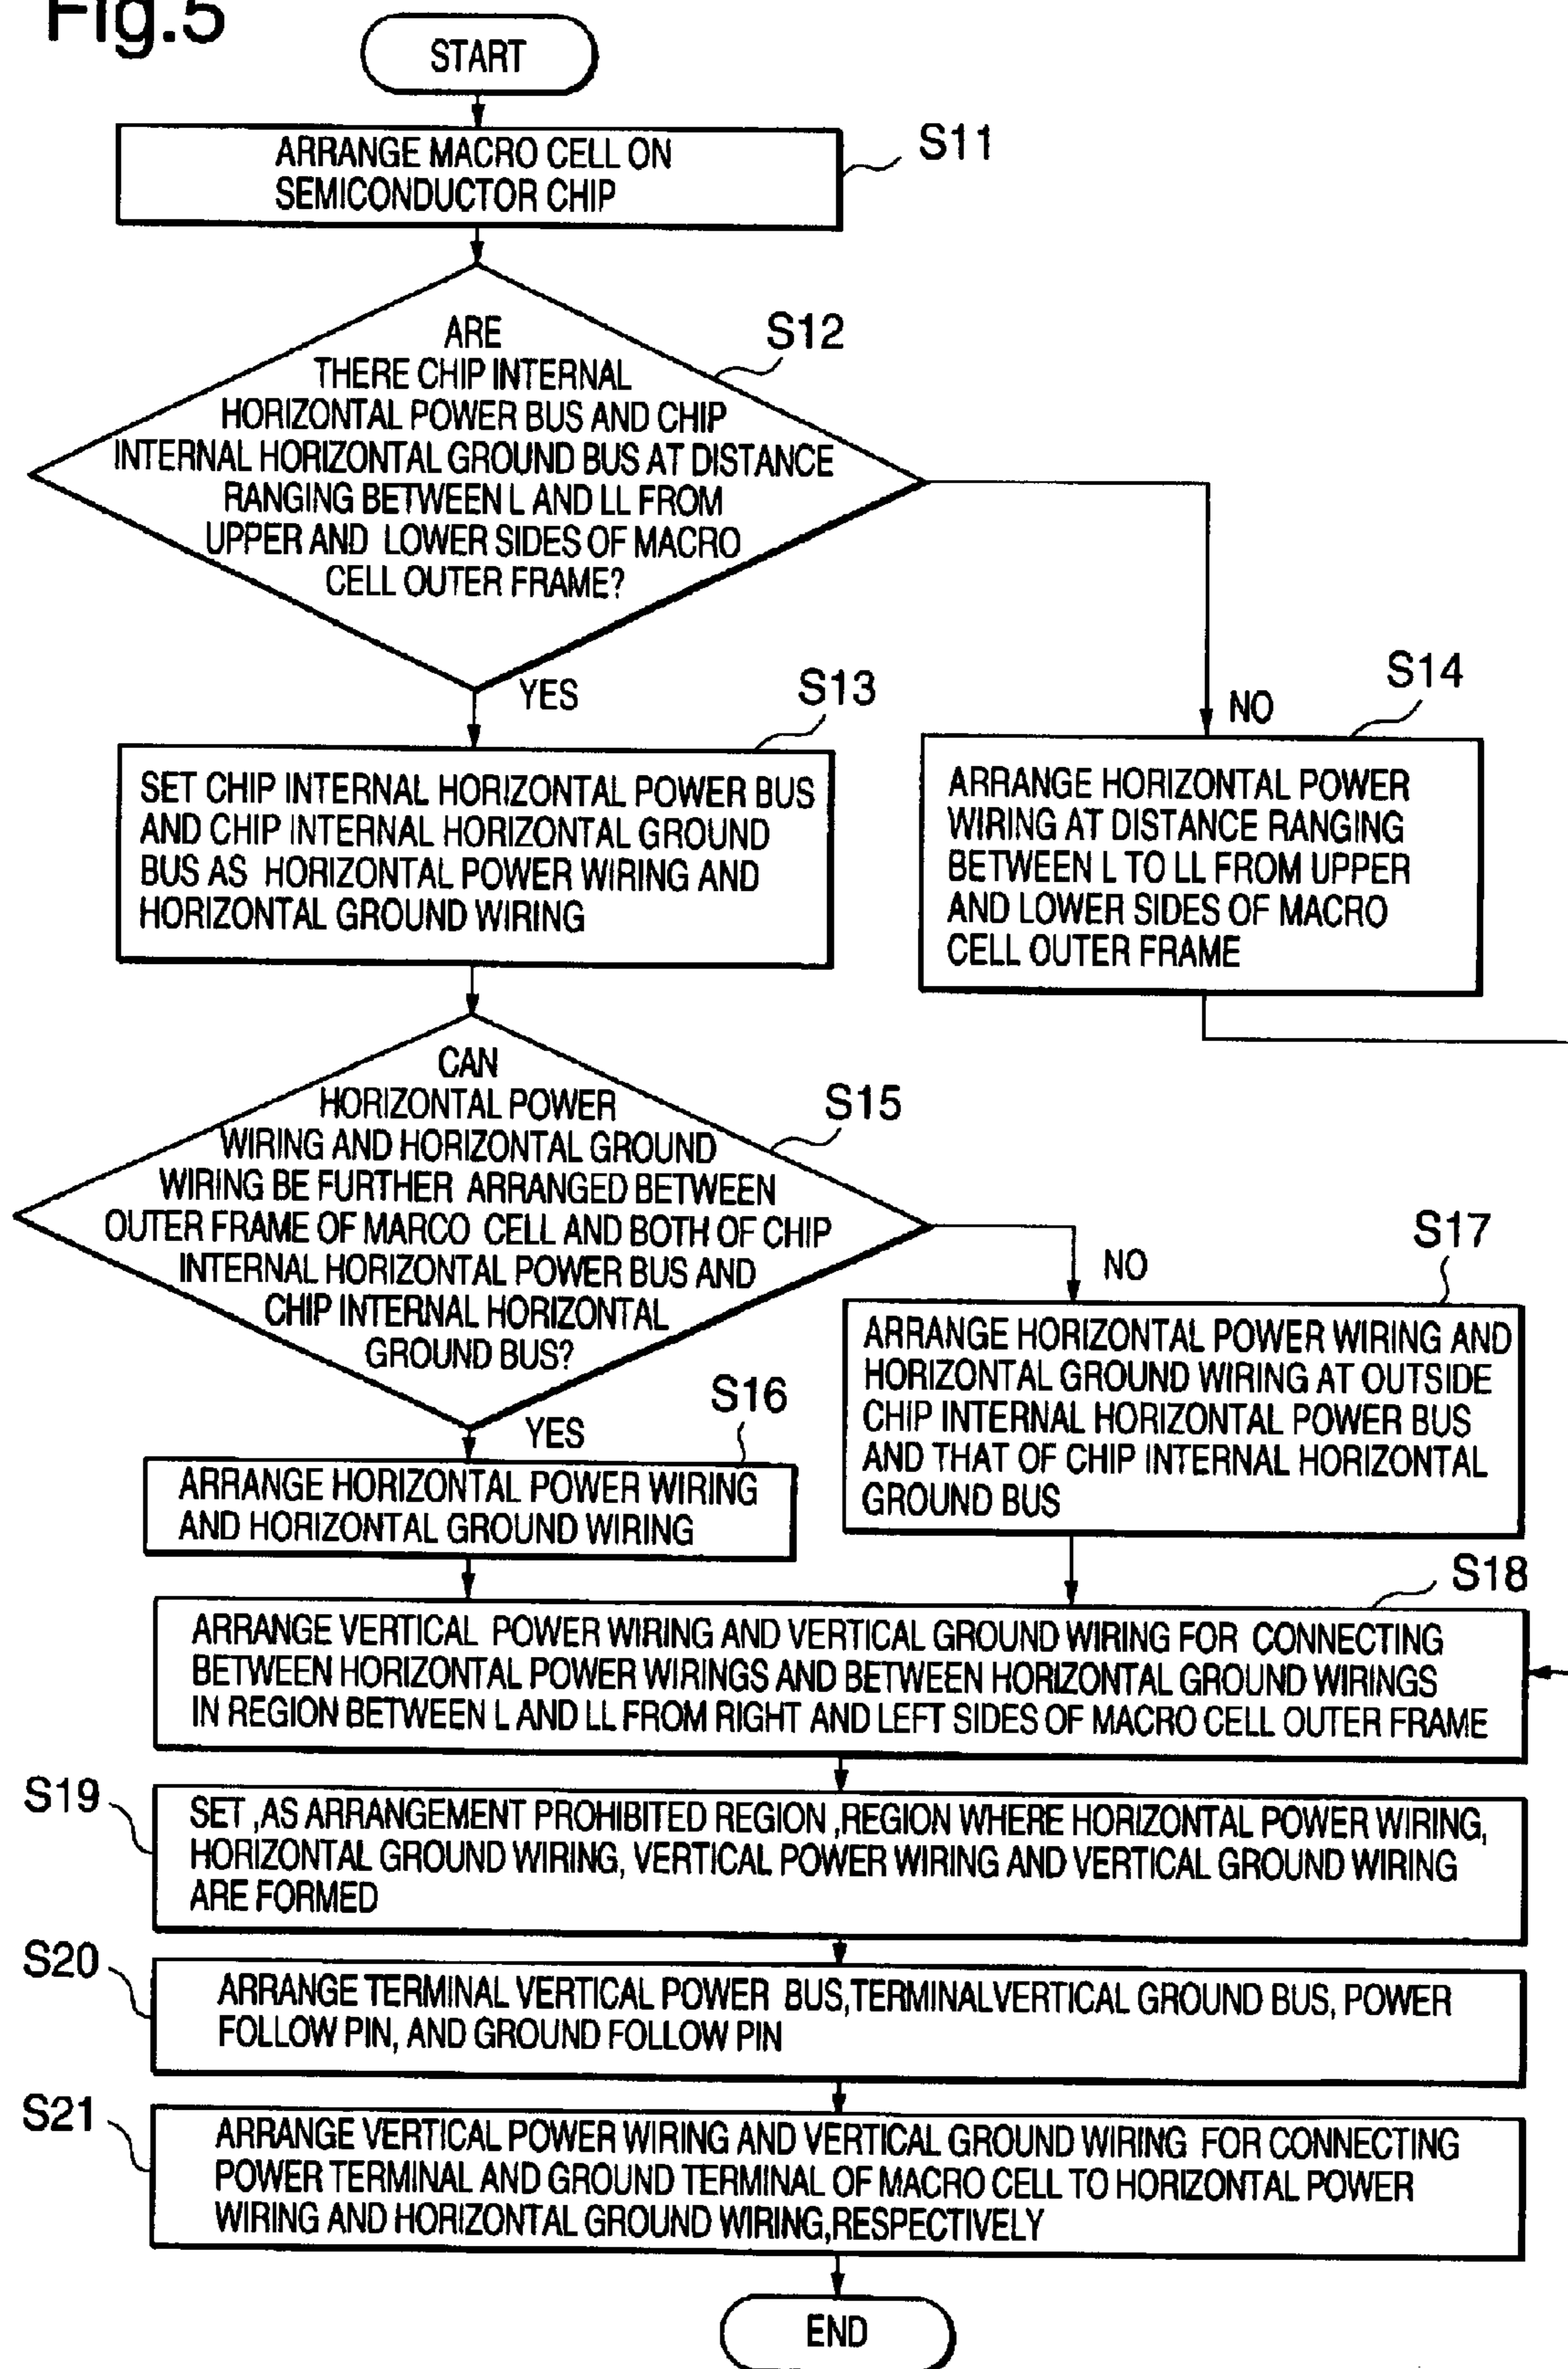 Fig.5
START
ARRANGE MACRO CELL ON
SEMICONDUCTOR CHIP
S11
ARE
THERE CHIP INTERNAL
HORIZONTAL POWER BUS AND CHIP
INTERNAL HORIZONTAL GROUND BUS AT DISTANCE
RANGING BETWEEN L AND LL FROM
UPPER AND LOWER SIDES OF MACRO
CELL OUTER FRAME?
S12
YES
NO
S13
SET CHIP INTERNAL HORIZONTAL POWER BUS
AND CHIP INTERNAL HORIZONTAL GROUND
BUS AS HORIZONTAL POWER WIRING AND
HORIZONTAL GROUND WIRING
S14
ARRANGE HORIZONTAL POWER
WIRING AT DISTANCE RANGING
BETWEEN L TO LL FROM UPPER
AND LOWER SIDES OF MACRO
CELL OUTER FRAME
CAN
HORIZONTAL POWER
WIRING AND HORIZONTAL GROUND
WIRING BE FURTHER ARRANGED BETWEEN
OUTER FRAME OF MARCO CELL AND BOTH OF CHIP
INTERNAL HORIZONTAL POWER BUS AND
CHIP INTERNAL HORIZONTAL
GROUND BUS?
S15
YES
NO
S16
ARRANGE HORIZONTAL POWER WIRING
AND HORIZONTAL GROUND WIRING
S17
ARRANGE HORIZONTAL POWER WIRING AND
HORIZONTAL GROUND WIRING AT OUTSIDE
CHIP INTERNAL HORIZONTAL POWER BUS
AND THAT OF CHIP INTERNAL HORIZONTAL
GROUND BUS
S18
ARRANGE VERTICAL POWER WIRING AND VERTICAL GROUND WIRING FOR CONNECTING
BETWEEN HORIZONTAL POWER WIRINGS AND BETWEEN HORIZONTAL GROUND WIRINGS
IN REGION BETWEEN L AND LL FROM RIGHT AND LEFT SIDES OF MACRO CELL OUTER FRAME
S19
SET ,AS ARRANGEMENT PROHIBITED REGION ,REGION WHERE HORIZONTAL POWER WIRING,
HORIZONTAL GROUND WIRING, VERTICAL POWER WIRING AND VERTICAL GROUND WIRING
ARE FORMED
S20
ARRANGE TERMINAL VERTICAL POWER BUS,TERMINALVERTICAL GROUND BUS, POWER
FOLLOW PIN, AND GROUND FOLLOW PIN
S21
ARRANGE VERTICAL POWER WIRING AND VERTICAL GROUND WIRING FOR CONNECTING
POWER TERMINAL AND GROUND TERMINAL OF MACRO CELL TO HORIZONTAL POWER
WIRING AND HORIZONTAL GROUND WIRING,RESPECTIVELY
END